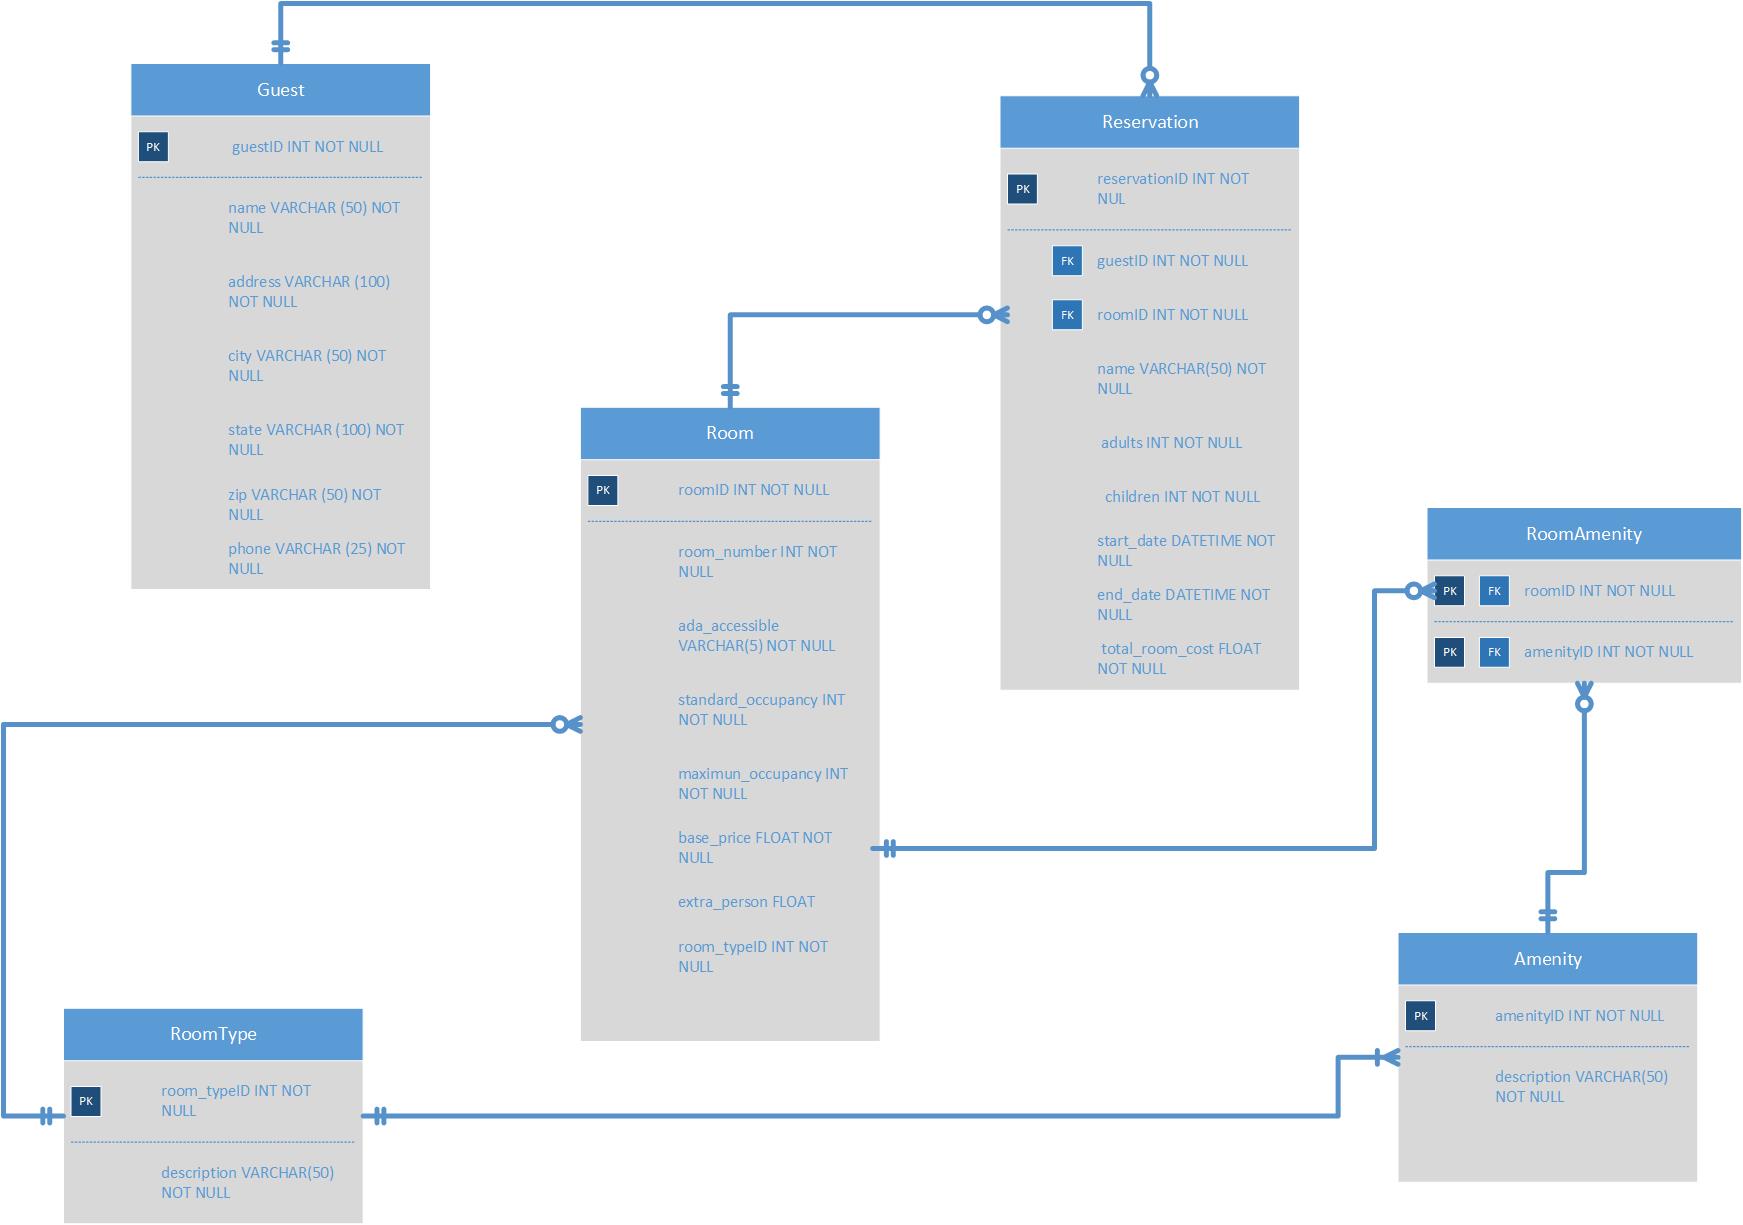 Guest
PK
guestID INT NOT NULL
name VARCHAR (50) NOT
NULL
address VARCHAR (100)
NOT NULL
city VARCHAR (50) NOT
NULL
state VARCHAR (100) NOT
NULL
zip VARCHAR (50) NOT
NULL
phone VARCHAR (25) NOT
NULL
Reservation
PK
reservationID INT NOT
NUL
FK
guestID INT NOT NULL
FK
roomID INT NOT NULL
name VARCHAR(50) NOT
NULL
adults INT NOT NULL
children INT NOT NULL
start_date DATETIME NOT
NULL
end_date DATETIME NOT
NULL
total_room_cost FLOAT
NOT NULL
Room
PK
roomID INT NOT NULL
room_number INT NOT
NULL
ada_accessible
VARCHAR(5) NOT NULL
standard_occupancy INT
NOT NULL
maximun_occupancy INT
NOT NULL
base_price FLOAT NOT
NULL
extra_person FLOAT
room_typeID INT NOT
NULL
RoomAmenity
PK FK roomID INT NOT NULL
PK FK amenityID INT NOT NULL
Amenity
PK
amenityID INT NOT NULL
description VARCHAR(50)
NOT NULL
RoomType
PK
room_typeID INT NOT
NULL
description VARCHAR(50)
NOT NULL